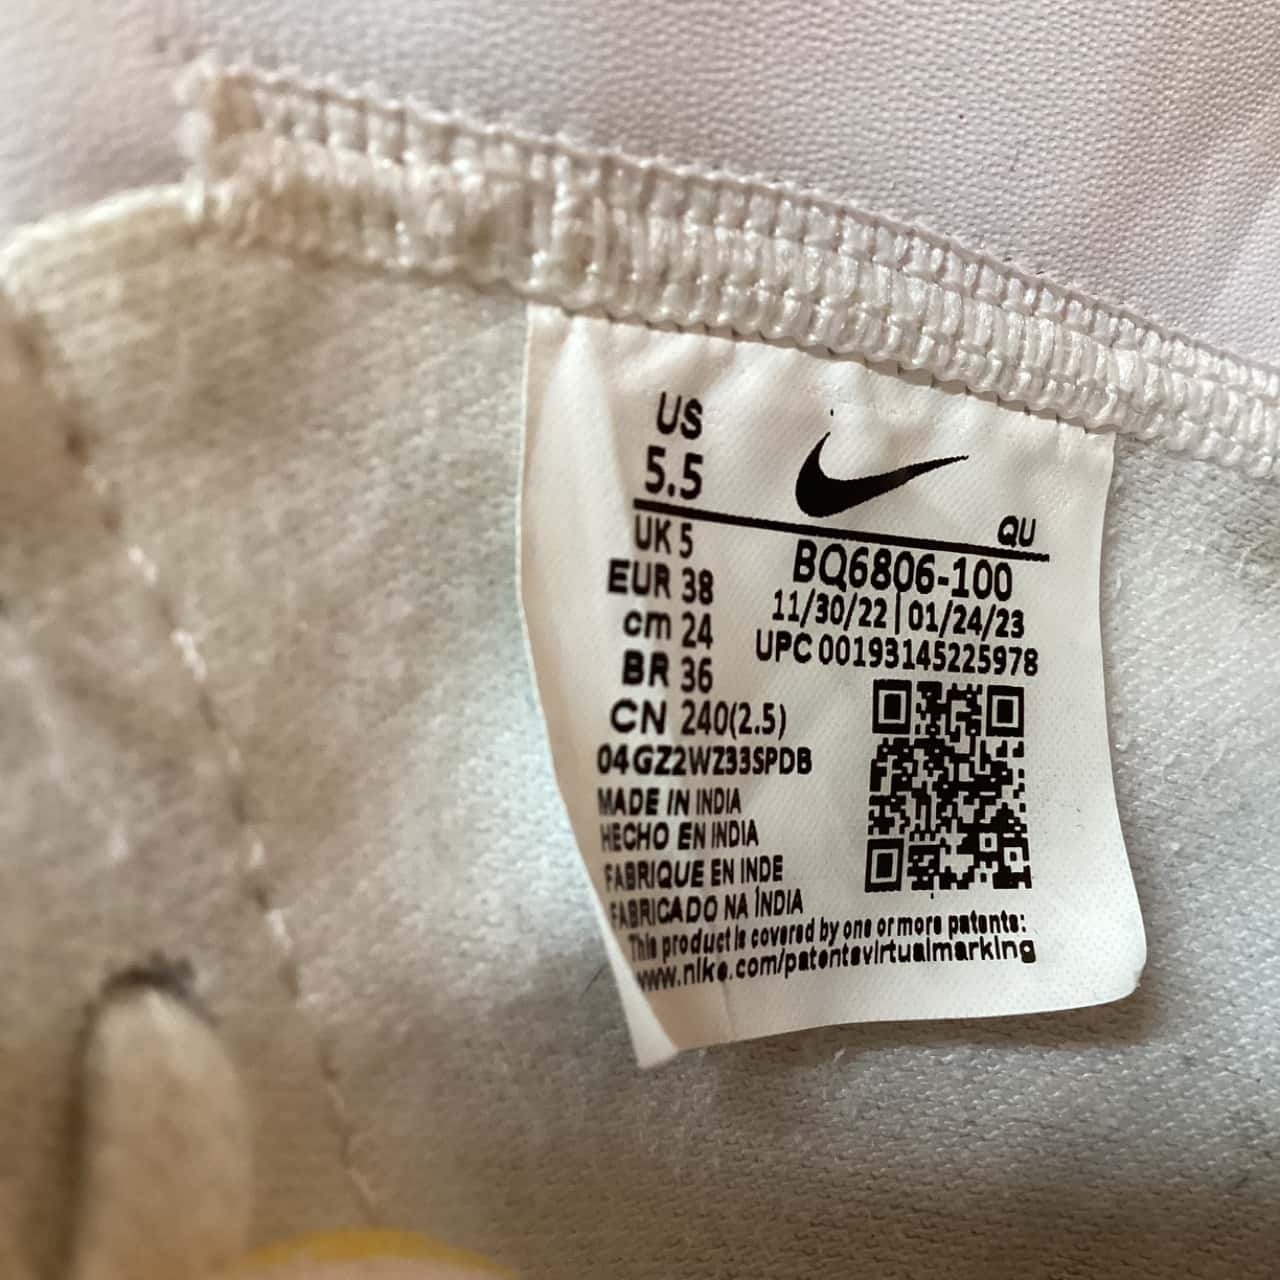 US
5.5
QU
UK 5
EUR 38
cm 24
BR 36
CN 240(2.5)
BQ6806-100
11/30/22 | 01/24/23
UPC 00193145225978
04GZ2WZ33SPDB
MADE IN INDIA
HECHO EN INDIA
FABRIQUE EN INDE
FABRICADO NA ÍNDIA
This product is covered by one or more patents:
www.nike.com/patentsvirtualmarking